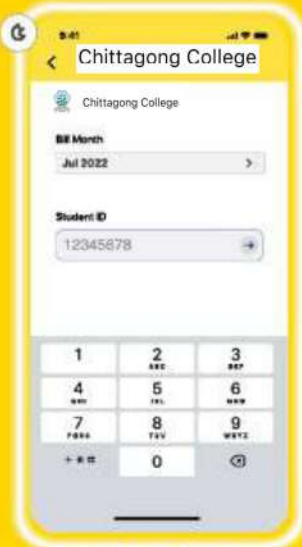 9:41
Chittagong College
Chittagong College
Bill Month
Jul 2022
Student ID
12345678
1 2 3
ABC DEF
4 5 6
GHI JKL MNO
7 8 9
PQRS TUV WXYZ
+ * # 0